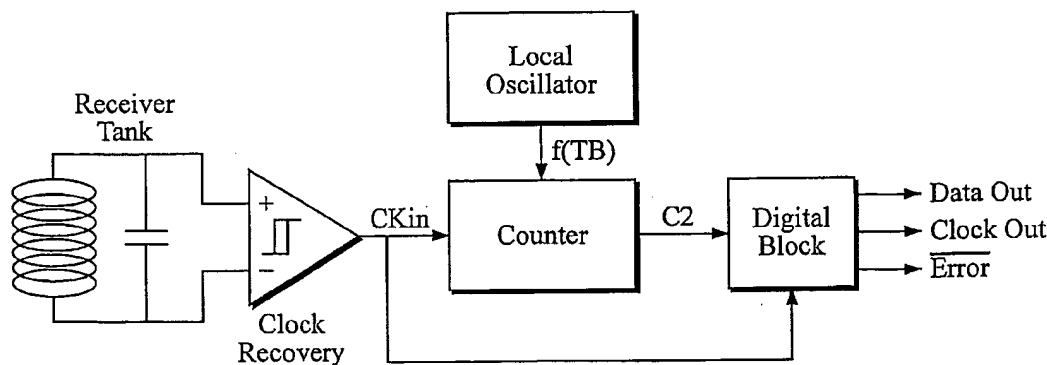 Local
Oscillator
Receiver
Tank
f(TB)
+
−
CKin
Counter
C2
Digital
Block
Data Out
Clock Out
Error
Clock
Recovery